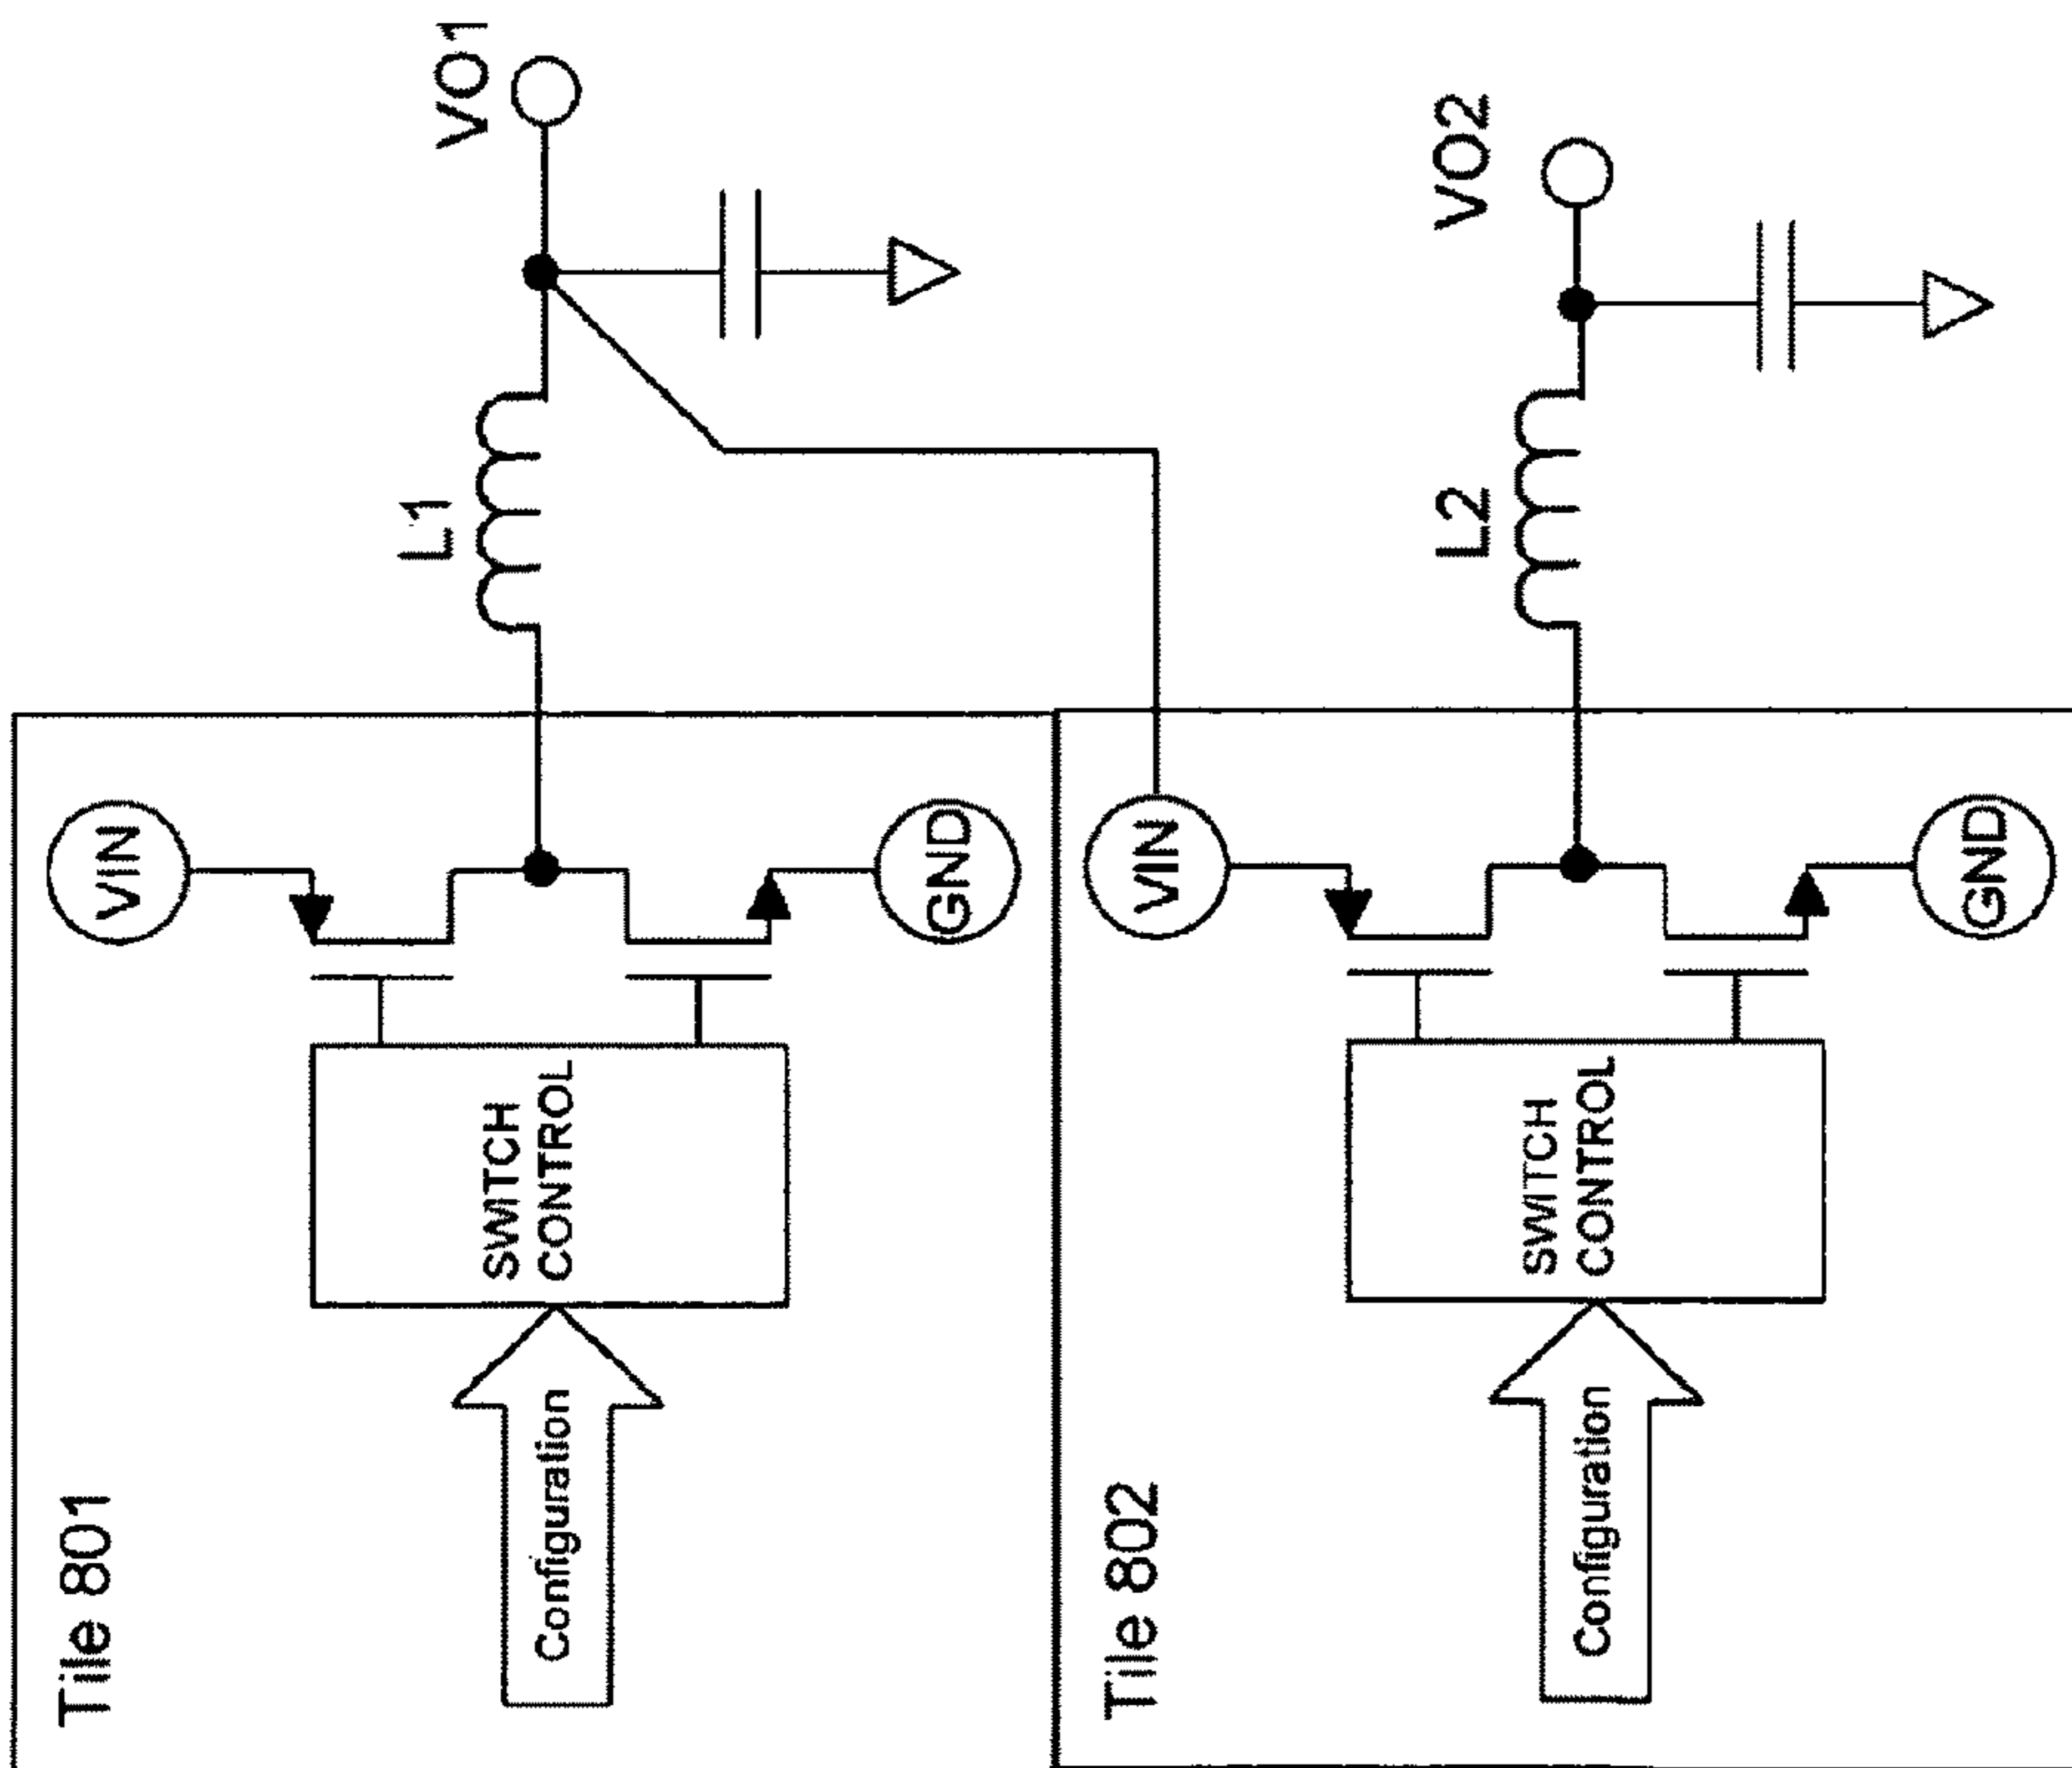 Tile 801
Configuration
SWITCH
CONTROL
VIN
GND
L1
VO1
Tile 802
Configuration
SWITCH
CONTROL
VIN
GND
L2
VO2